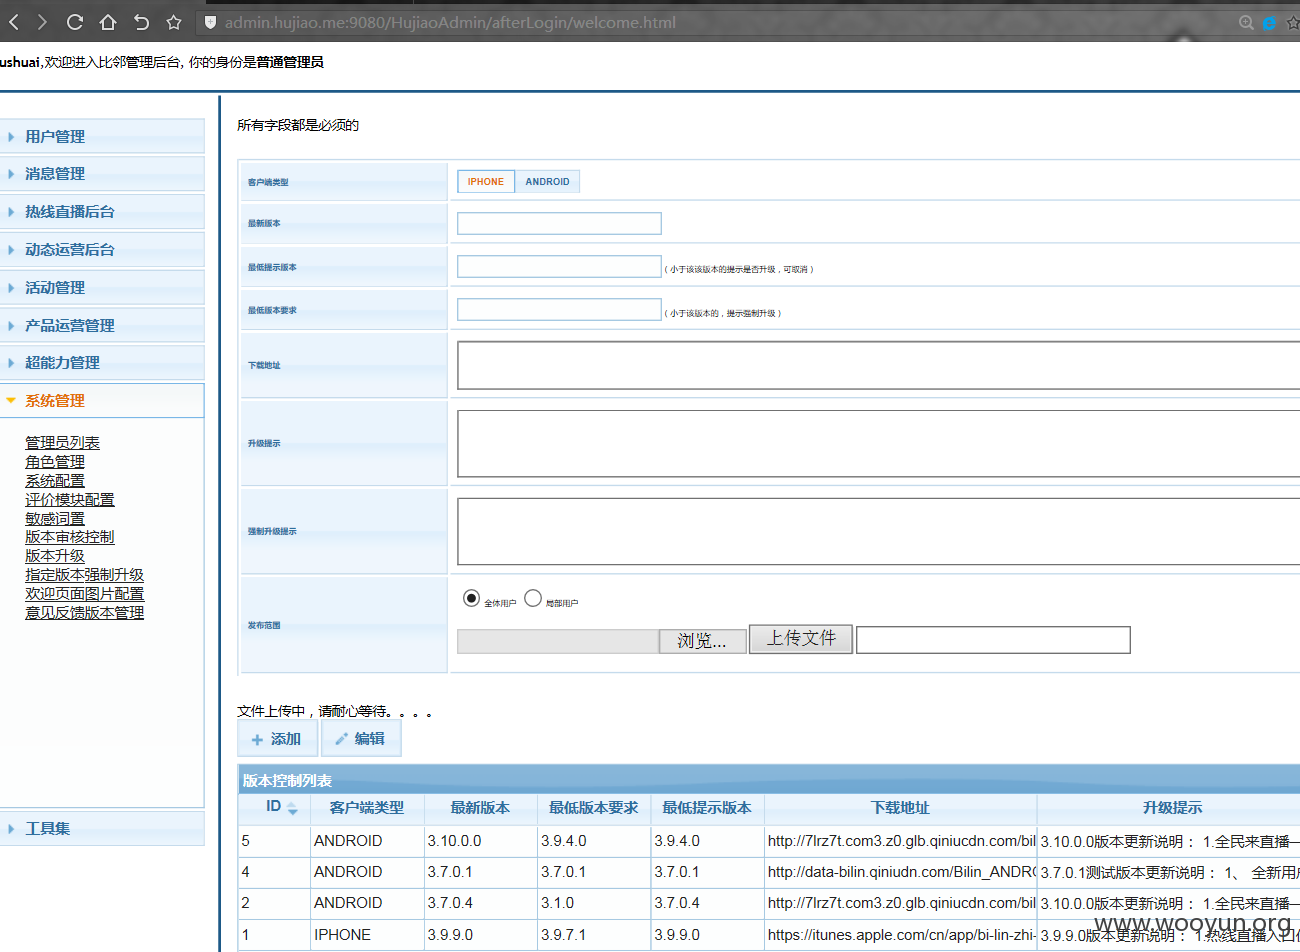 admin.hujiao.me:9080/HujiaoAdmin/afterLogin/welcome.html
ushuai,欢迎进入比邻管理后台, 你的身份是普通管理员
用户管理
消息管理
热线直播后台
动态运营后台
活动管理
产品运营管理
超能力管理
系统管理
管理员列表
角色管理
系统配置
评价模块配置
敏感词置
版本审核控制
版本升级
指定版本强制升级
欢迎页面图片配置
意见反馈版本管理
工具集
所有字段都是必须的
客户端类型 IPHONE ANDROID
最新版本
最低提示版本 ( 小于该该版本的提示是否升级，可取消 )
最低版本要求 ( 小于该版本的，提示强制升级 )
下载地址
升级提示
强制升级提示
发布范围 全体用户 局部用户
浏览... 上传文件
文件上传中，请耐心等待。。。。
添加 编辑
版本控制列表
ID 客户端类型 最新版本 最低版本要求 最低提示版本 下载地址 升级提示
5 ANDROID 3.10.0.0 3.9.4.0 3.9.4.0 http://7lrz7t.com3.z0.glb.qiniucdn.com/bil 3.10.0.0版本更新说明： 1.全民来直播—
4 ANDROID 3.7.0.1 3.7.0.1 3.7.0.1 http://data-bilin.qiniudn.com/Bilin_ANDRO 3.7.0.1测试版本更新说明： 1、 全新用
2 ANDROID 3.7.0.4 3.1.0 3.7.0.4 http://7lrz7t.com3.z0.glb.qiniucdn.com/bil 3.10.0.0版本更新说明： 1.全民来直播—
1 IPHONE 3.9.9.0 3.9.7.1 3.9.9.0 https://itunes.apple.com/cn/app/bi-lin-zhi- 3.9.9.0版本更新说明： 1.热线直播入口
www.wooyun.org